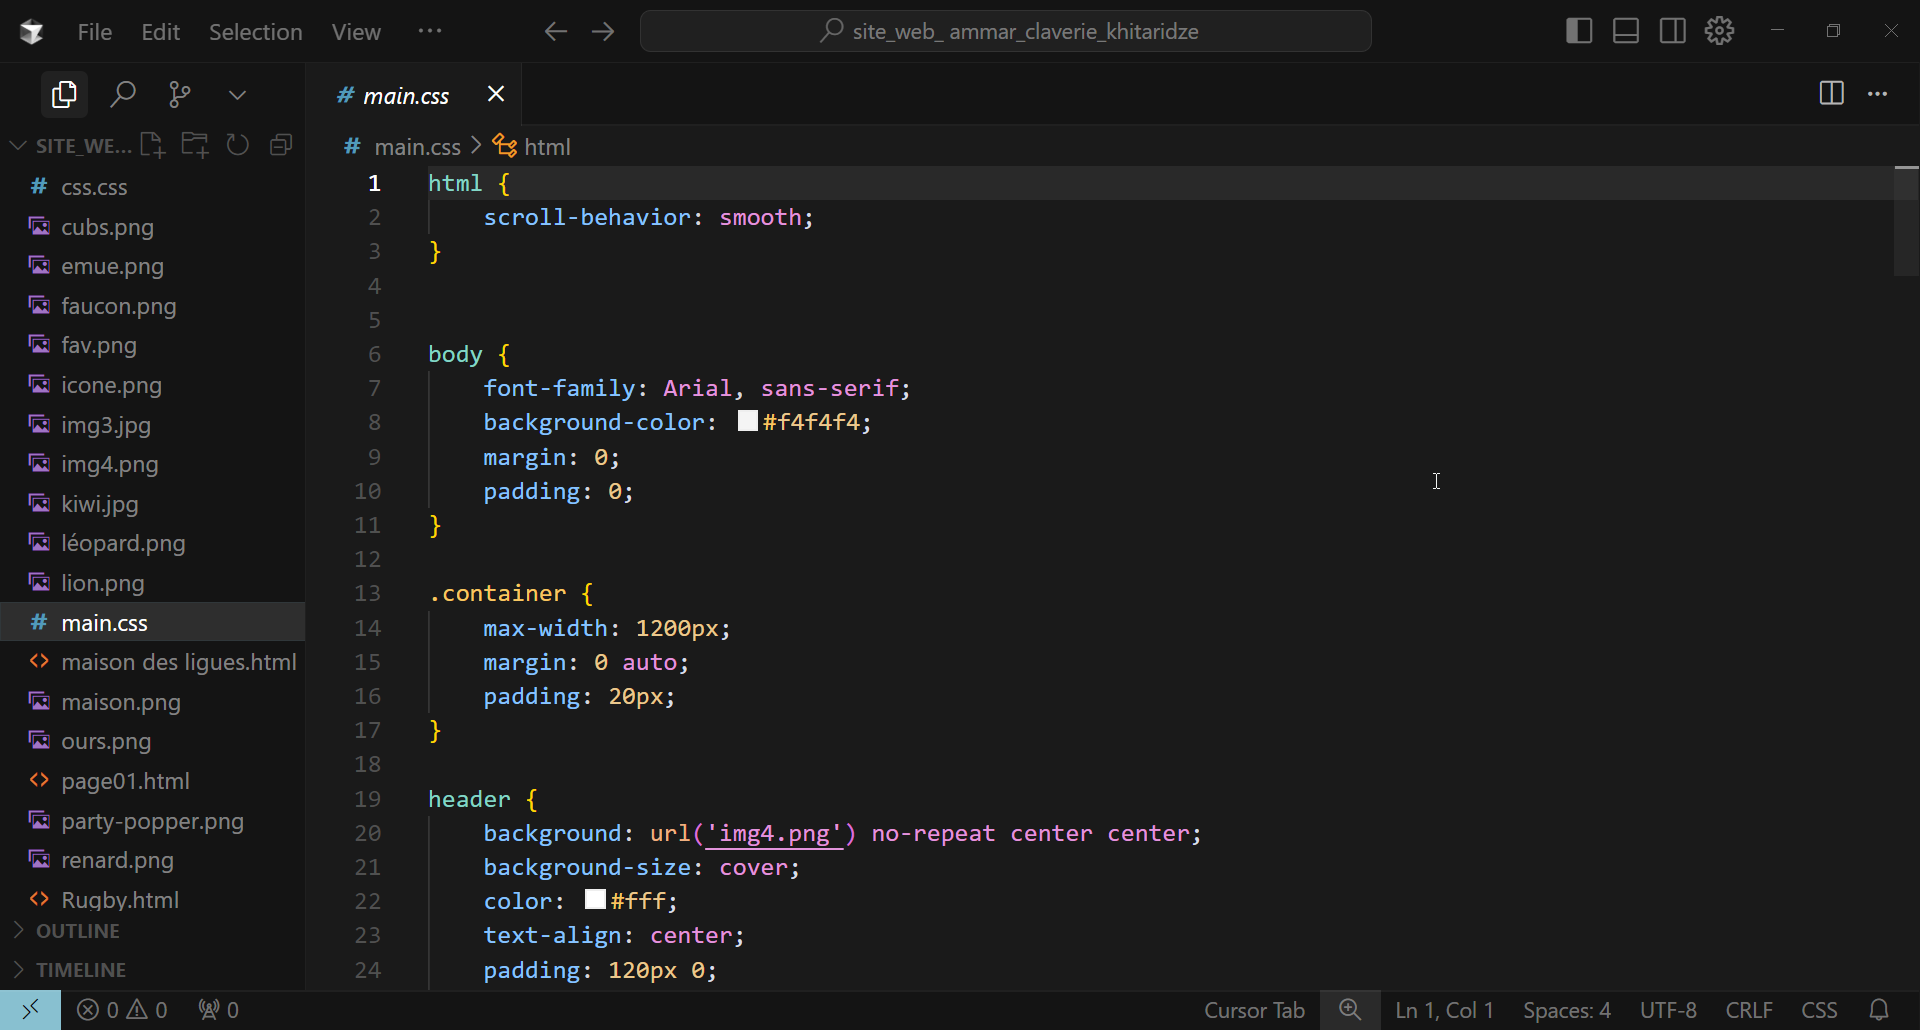 File Edit Selection View ···
site_web_ ammar_claverie_khitaridze
SITE_WE...
css.css
cubs.png
emue.png
faucon.png
fav.png
icone.png
img3.jpg
img4.png
kiwi.jpg
léopard.png
lion.png
main.css
maison des ligues.html
maison.png
ours.png
page01.html
party-popper.png
renard.png
Rugby.html
OUTLINE
TIMELINE
# main.css
# main.css > html
1 html {
2 scroll-behavior: smooth;
3 }
4
5
6 body {
7 font-family: Arial, sans-serif;
8 background-color: #f4f4f4;
9 margin: 0;
10 padding: 0;
11 }
12
13 .container {
14 max-width: 1200px;
15 margin: 0 auto;
16 padding: 20px;
17 }
18
19 header {
20 background: url('img4.png') no-repeat center center;
21 background-size: cover;
22 color: #fff;
23 text-align: center;
24 padding: 120px 0;
0 0 0 Cursor Tab Ln 1, Col 1 Spaces: 4 UTF-8 CRLF CSS